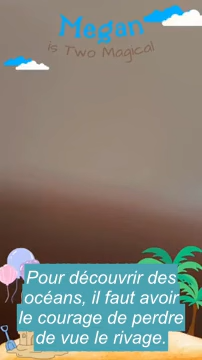 Megan
is Two Magical
Pour découvrir des
océans, il faut avoir
le courage de perdre
de vue le rivage.